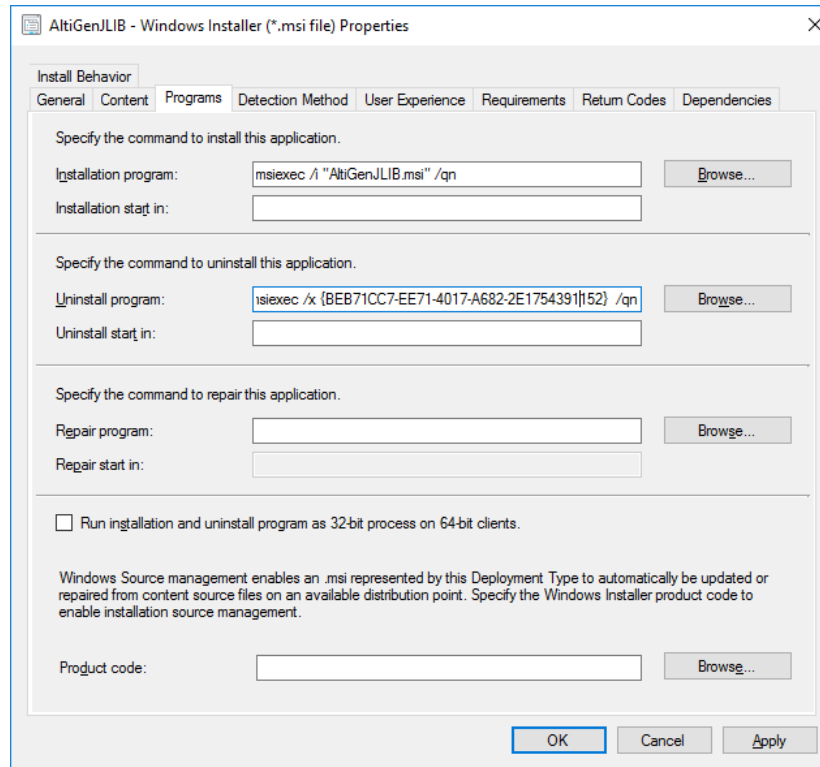 AltiGenJLIB - Windows Installer (*.msi file) Properties
Install Behavior
General Content Programs Detection Method User Experience Requirements Return Codes Dependencies
Specify the command to install this application.
Installation program: msiexec /i "AltiGenJLIB.msi" /qn Browse...
Installation start in:
Specify the command to uninstall this application.
Uninstall program: msiexec /x {BEB71CC7-EE71-4017-A682-2E1754391152} /qn Browse...
Uninstall start in:
Specify the command to repair this application.
Repair program: Browse...
Repair start in:
Run installation and uninstall program as 32-bit process on 64-bit clients.
Windows Source management enables an .msi represented by this Deployment Type to automatically be updated or
repaired from content source files on an available distribution point. Specify the Windows Installer product code to
enable installation source management.
Product code: Browse...
OK Cancel Apply